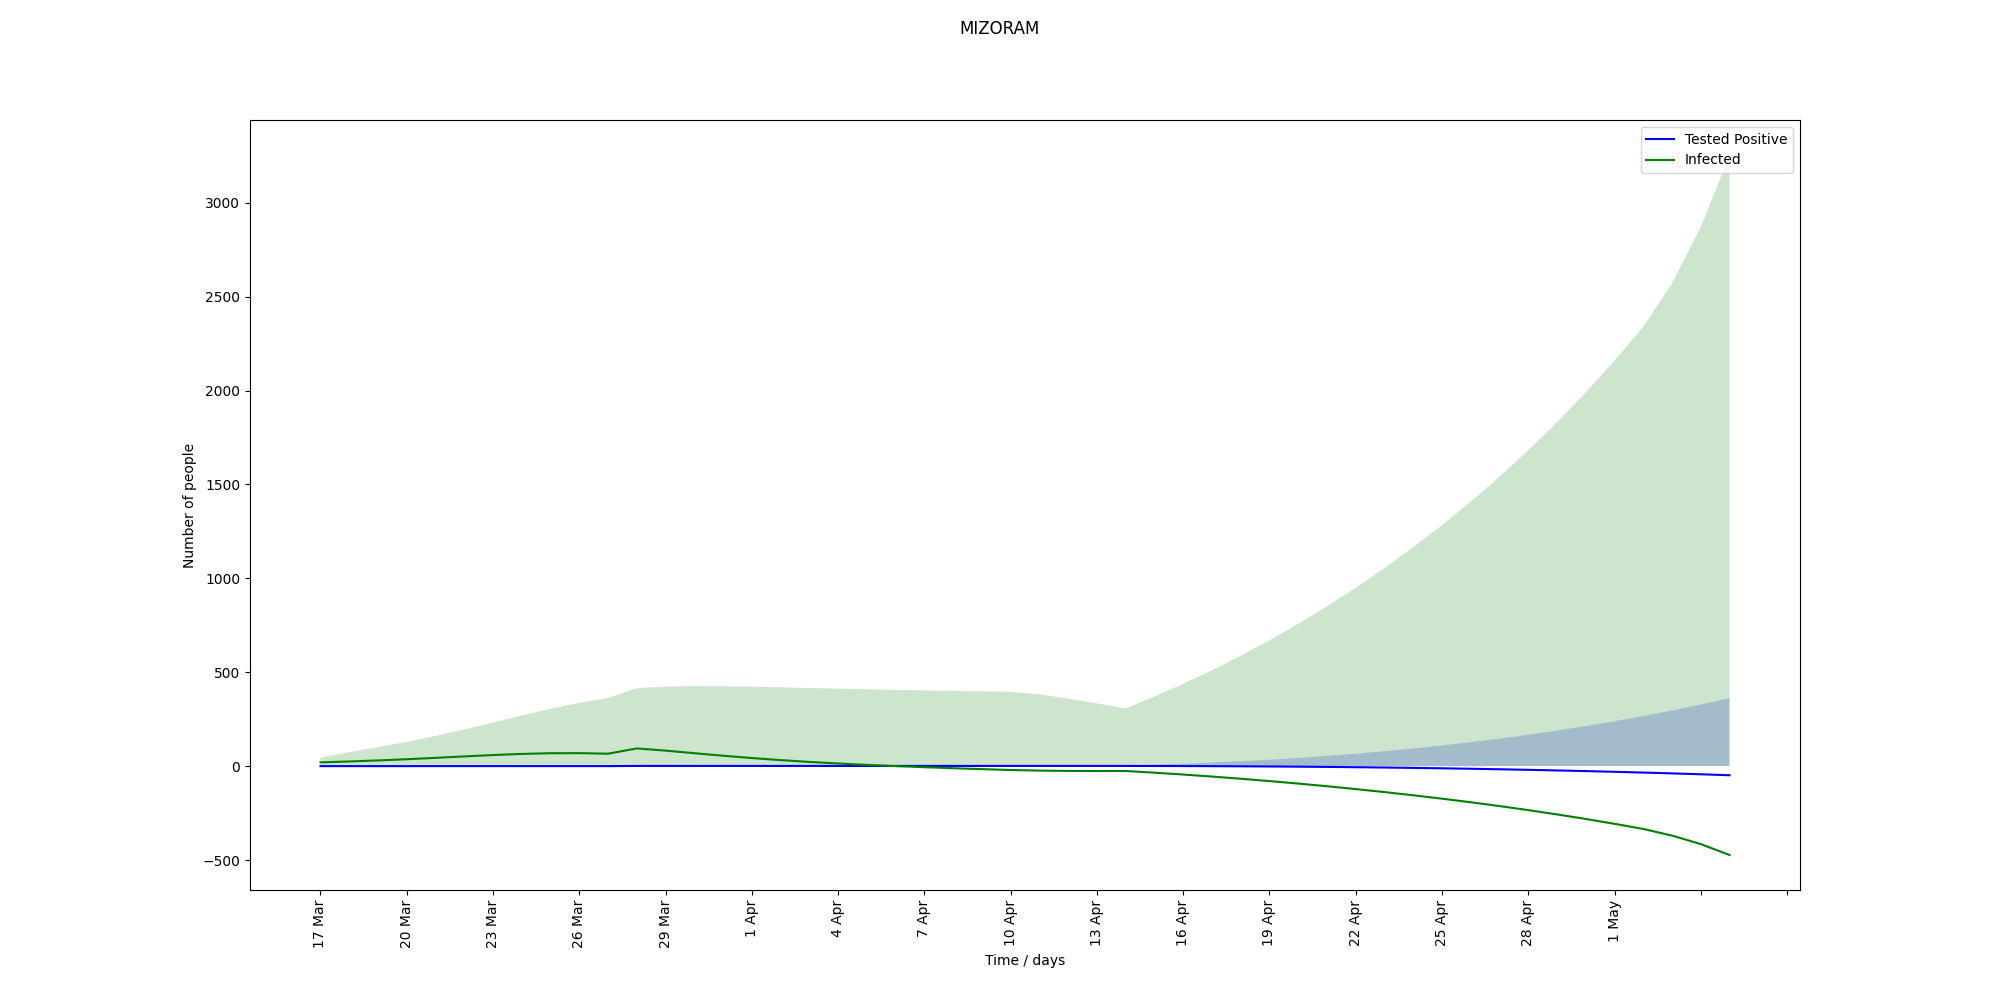 MIZORAM
Tested Positive
Infected
3000
2500
2000
1500
1000
500
0
−500
Number of people
17 Mar
20 Mar
23 Mar
26 Mar
29 Mar
1 Apr
4 Apr
7 Apr
10 Apr
13 Apr
16 Apr
19 Apr
22 Apr
25 Apr
28 Apr
1 May
Time / days